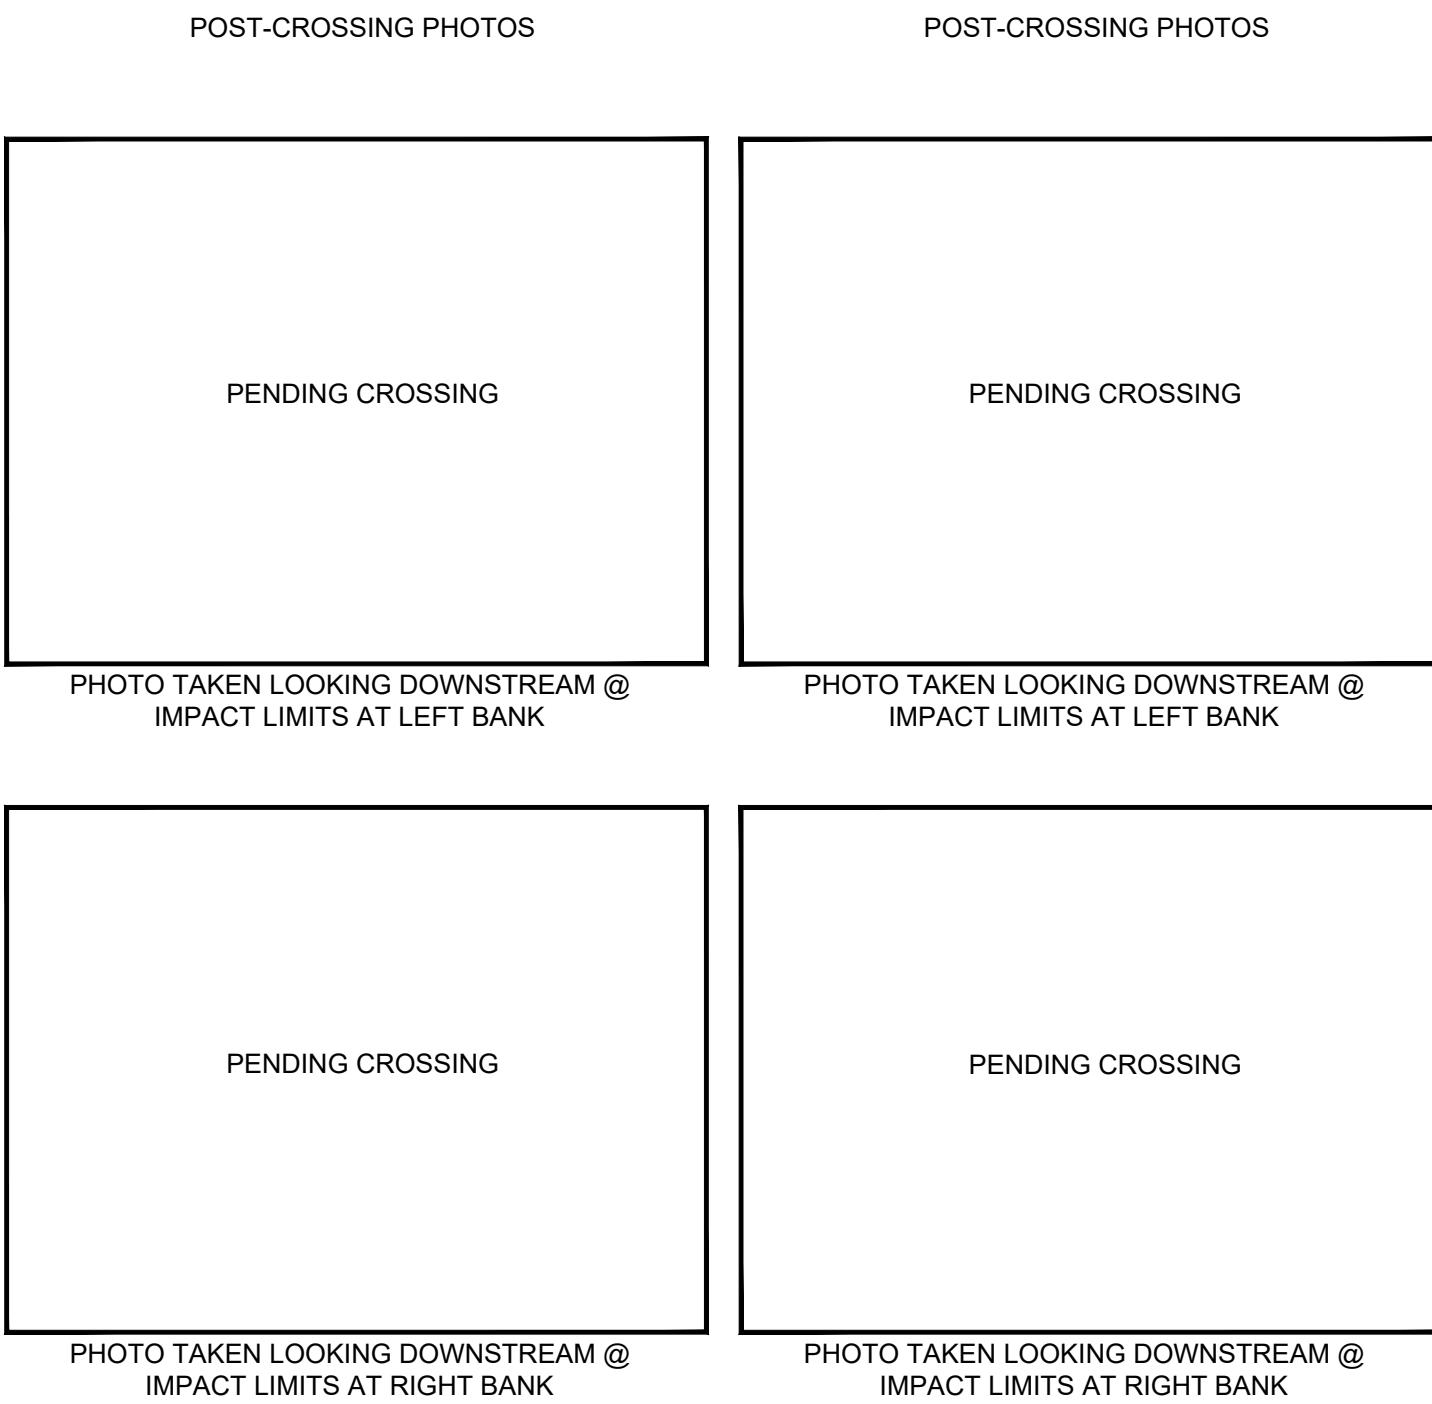 POST-CROSSING PHOTOS
POST-CROSSING PHOTOS
PENDING CROSSING
PENDING CROSSING
PHOTO TAKEN LOOKING DOWNSTREAM @
IMPACT LIMITS AT LEFT BANK
PHOTO TAKEN LOOKING DOWNSTREAM @
IMPACT LIMITS AT LEFT BANK
PENDING CROSSING
PENDING CROSSING
PHOTO TAKEN LOOKING DOWNSTREAM @
IMPACT LIMITS AT RIGHT BANK
PHOTO TAKEN LOOKING DOWNSTREAM @
IMPACT LIMITS AT RIGHT BANK